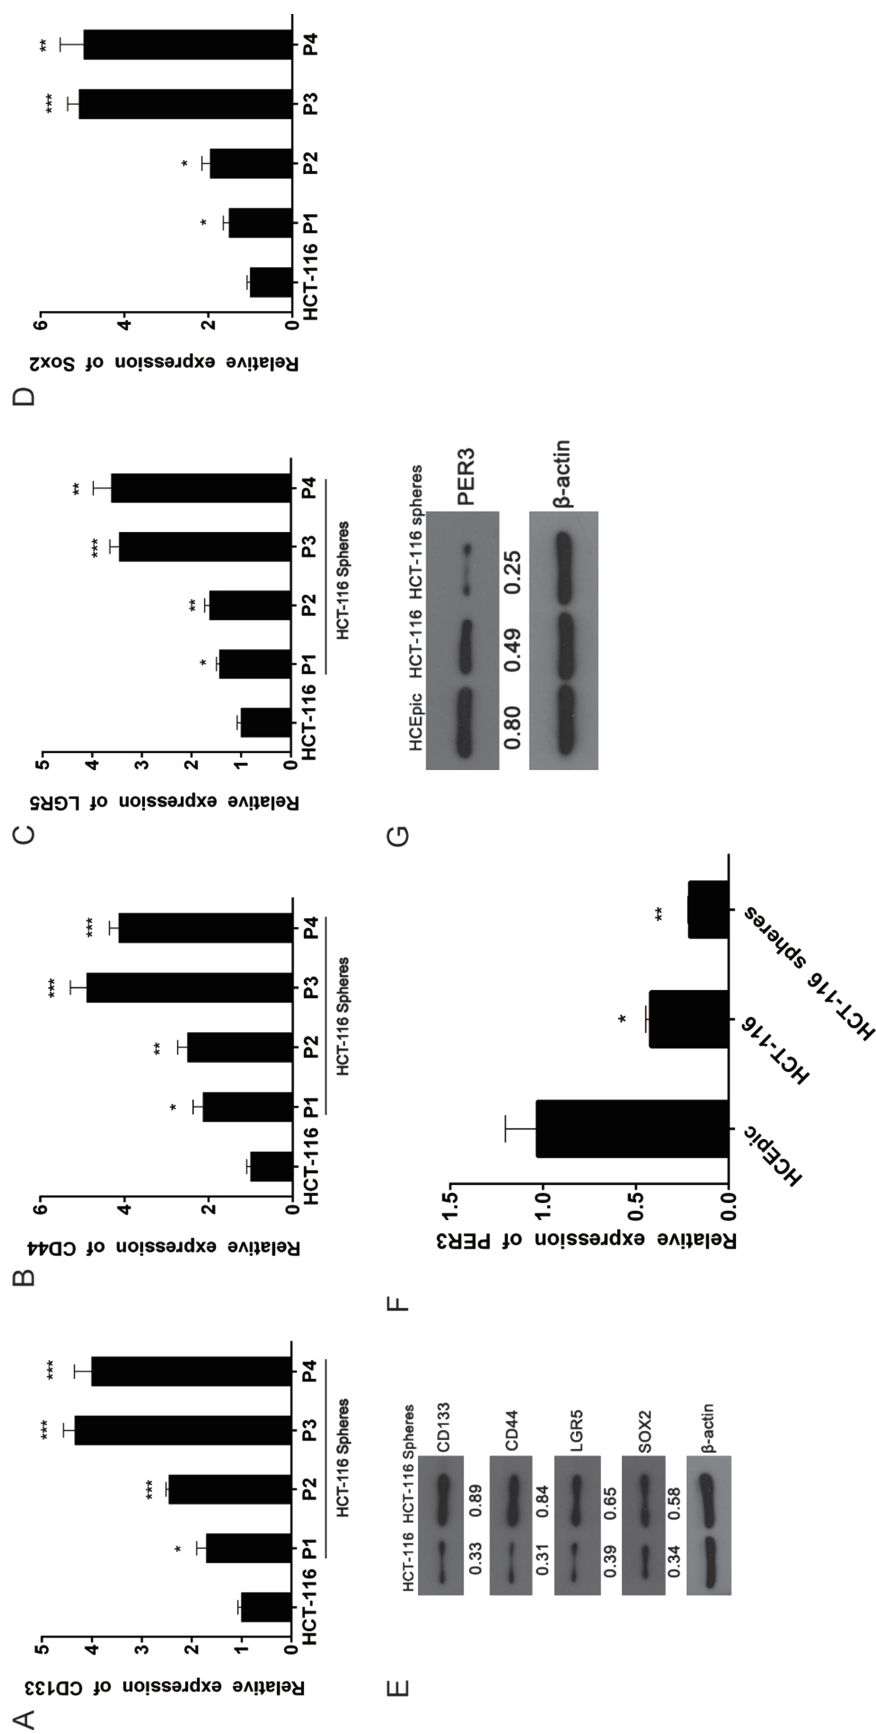 A
Relative expression of CD133
5
4
3
2
1
0
*
***
***
***
HCT-116 P1 P2 P3 P4
HCT-116 Spheres
B
Relative expression of CD44
6
4
2
0
*
**
***
***
HCT-116 P1 P2 P3 P4
HCT-116 Spheres
C
Relative expression of LGR5
5
4
3
2
1
0
*
**
***
**
HCT-116 P1 P2 P3 P4
HCT-116 Spheres
D
Relative expression of Sox2
6
4
2
0
*
*
***
**
HCT-116 P1 P2 P3 P4
E
HCT-116 HCT-116 Spheres
CD133
0.33 0.89
CD44
0.31 0.84
LGR5
0.39 0.65
SOX2
0.34 0.58
β-actin
F
Relative expression of PER3
1.5
1.0
0.5
0.0
*
**
HCEpic
HCT-116
HCT-116 spheres
G
HCEpic HCT-116 HCT-116 spheres
PER3
0.80 0.49 0.25
β-actin